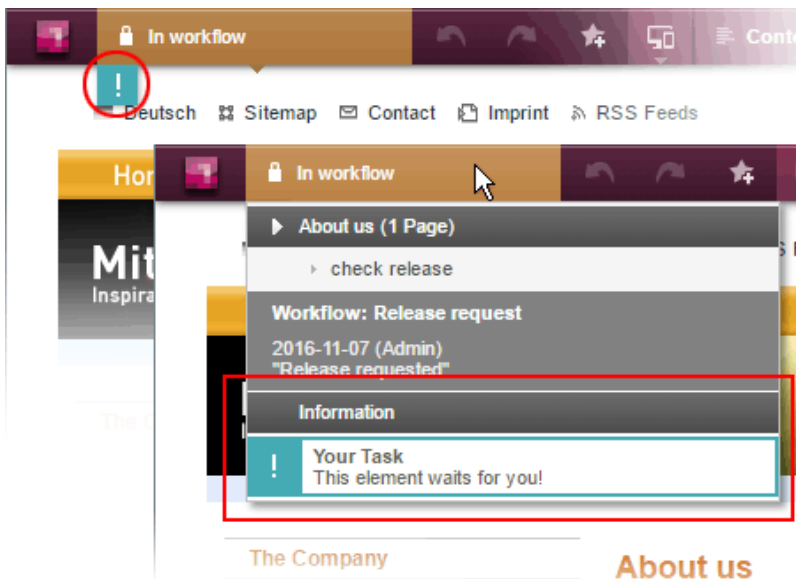 In workflow
Conte
!
Deutsch Sitemap Contact Imprint RSS Feeds
Hor
Mit
Inspira
In workflow
About us (1 Page)
check release
Workflow: Release request
2016-11-07 (Admin)
"Release requested"
Information
! Your Task
This element waits for you!
The Company
About us